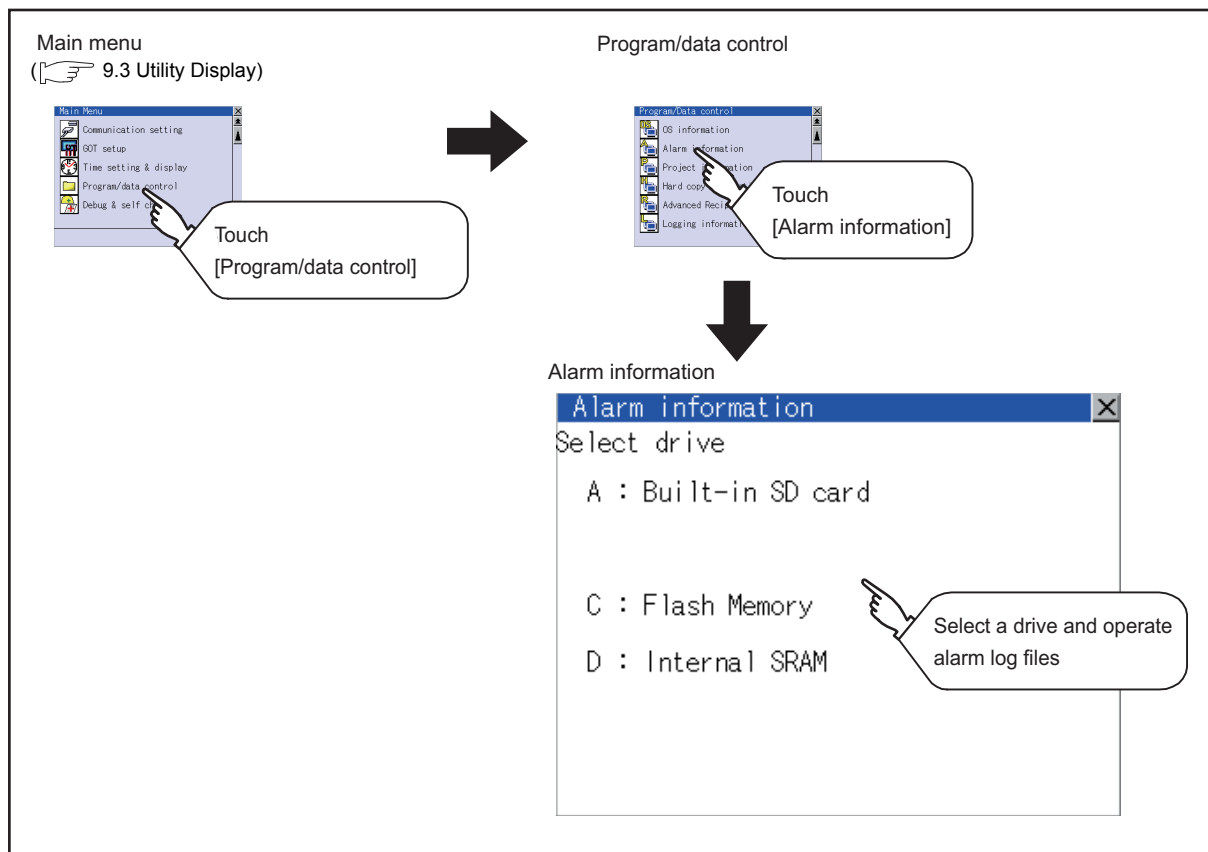 Main menu
( 9.3 Utility Display)
Main Menu
Communication setting
GOT setup
Time setting & display
Program/data control
Debug & self
Touch
[Program/data control]
Program/data control
Program/Data control
OS information
Alarm information
Project information
Hard copy
Advanced
Logging
Touch
[Alarm information]
Alarm information
Alarm information
Select drive
A : Built-in SD card
C : Flash Memory
D : Internal SRAM
Select a drive and operate
alarm log files